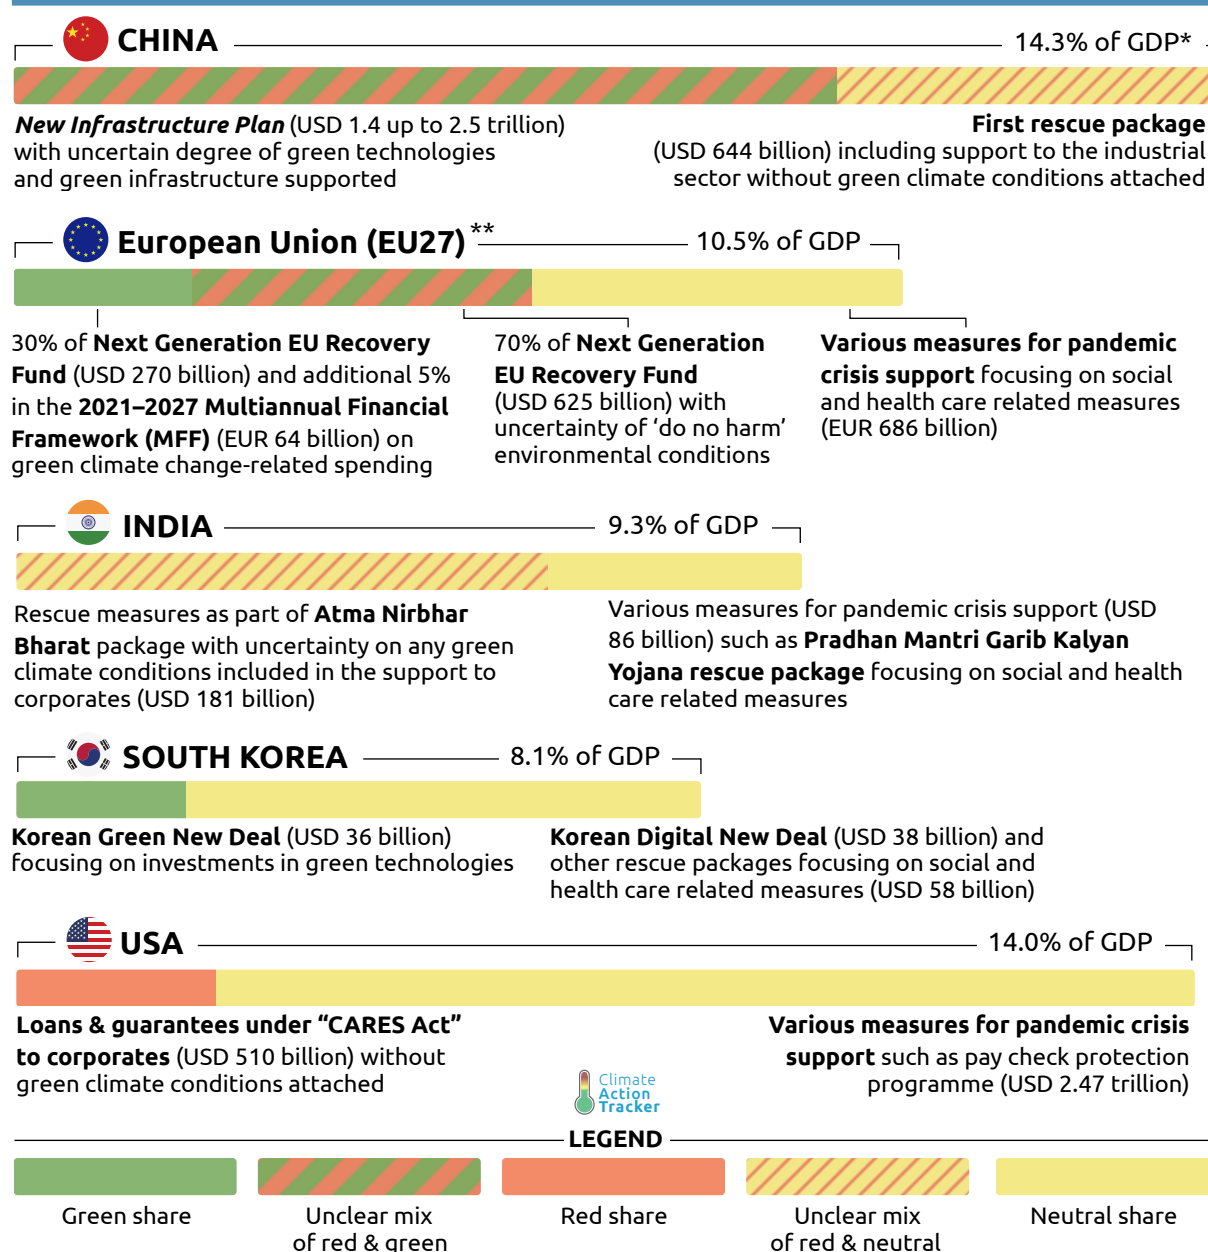 CHINA
14.3% of GDP*
New Infrastructure Plan (USD 1.4 up to 2.5 trillion)
with uncertain degree of green technologies
and green infrastructure supported
First rescue package
(USD 644 billion) including support to the industrial
sector without green climate conditions attached
European Union (EU27)**
10.5% of GDP
30% of Next Generation EU Recovery
Fund (USD 270 billion) and additional 5%
in the 2021–2027 Multiannual Financial
Framework (MFF) (EUR 64 billion) on
green climate change-related spending
70% of Next Generation
EU Recovery Fund
(USD 625 billion) with
uncertainty of ‘do no harm’
environmental conditions
Various measures for pandemic
crisis support focusing on social
and health care related measures
(EUR 686 billion)
INDIA
9.3% of GDP
Rescue measures as part of Atma Nirbhar
Bharat package with uncertainty on any green
climate conditions included in the support to
corporates (USD 181 billion)
Various measures for pandemic crisis support (USD
86 billion) such as Pradhan Mantri Garib Kalyan
Yojana rescue package focusing on social and health
care related measures
SOUTH KOREA
8.1% of GDP
Korean Green New Deal (USD 36 billion)
focusing on investments in green technologies
Korean Digital New Deal (USD 38 billion) and
other rescue packages focusing on social and
health care related measures (USD 58 billion)
USA
14.0% of GDP
Loans & guarantees under “CARES Act”
to corporates (USD 510 billion) without
green climate conditions attached
Various measures for pandemic crisis
support such as pay check protection
programme (USD 2.47 trillion)
Climate
Action
Tracker
LEGEND
Green share
Unclear mix
of red & green
Red share
Unclear mix
of red & neutral
Neutral share